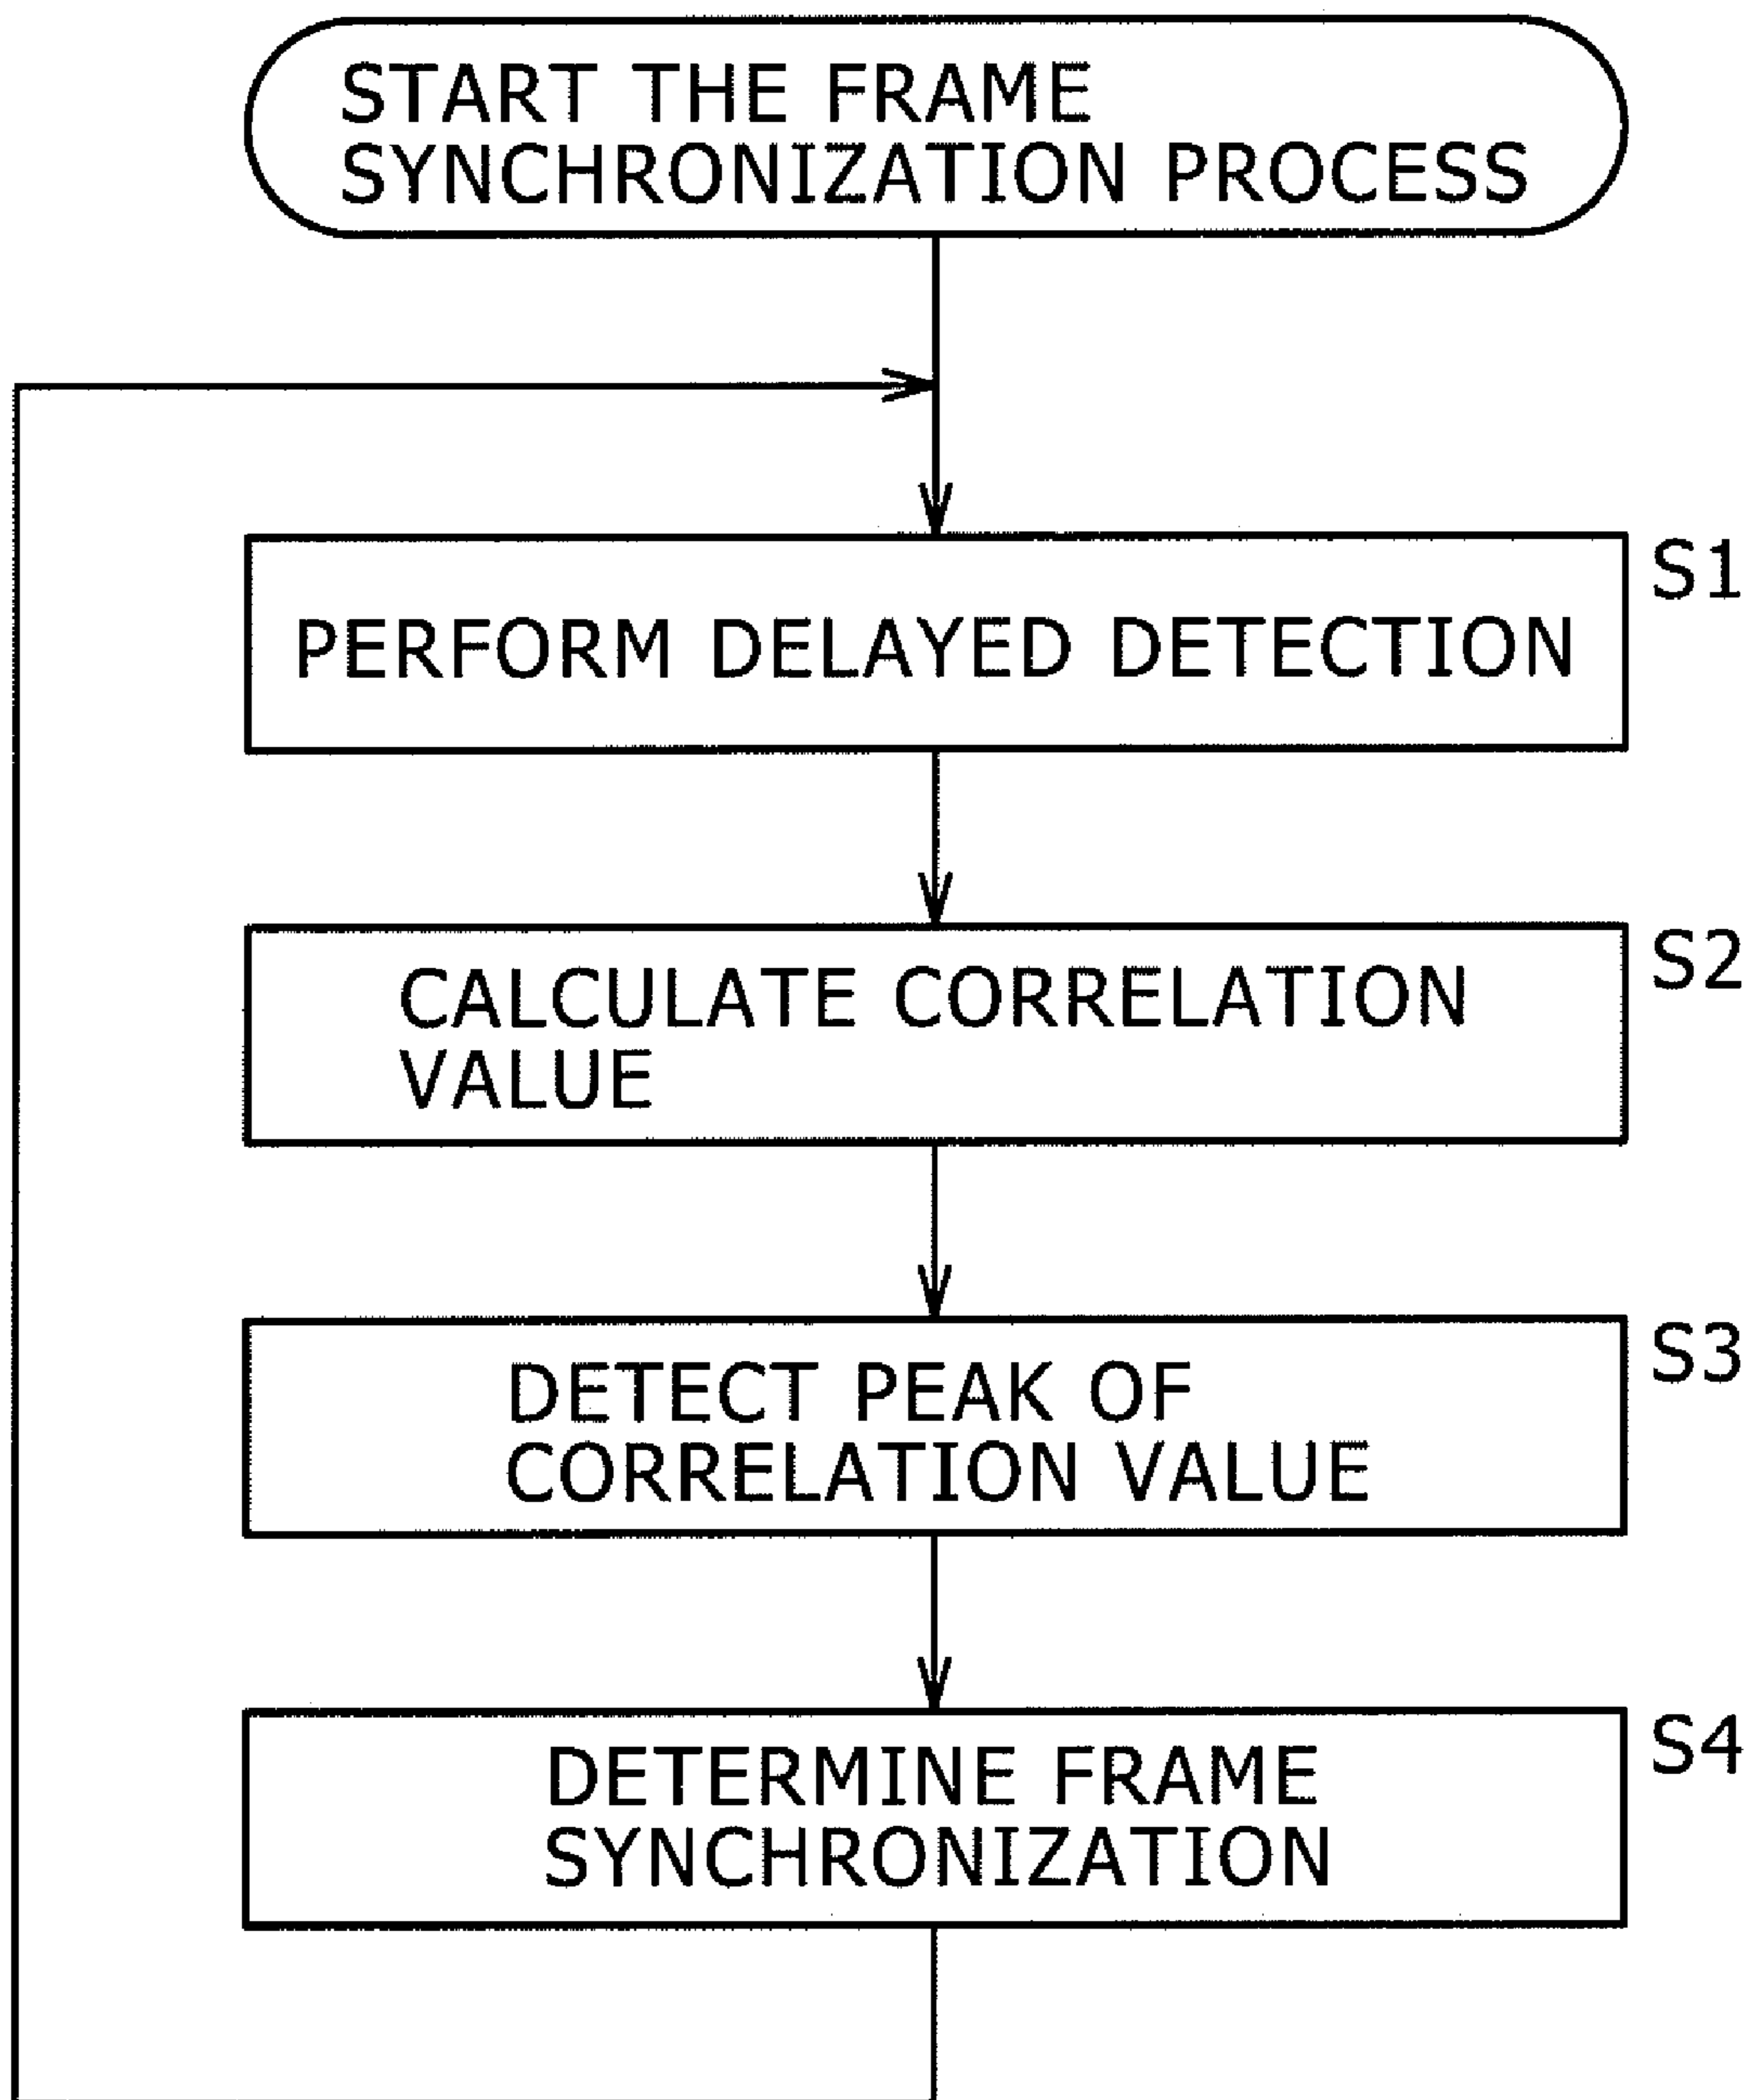 START THE FRAME
SYNCHRONIZATION PROCESS
S1
PERFORM DELAYED DETECTION
S2
CALCULATE CORRELATION
VALUE
S3
DETECT PEAK OF
CORRELATION VALUE
S4
DETERMINE FRAME
SYNCHRONIZATION